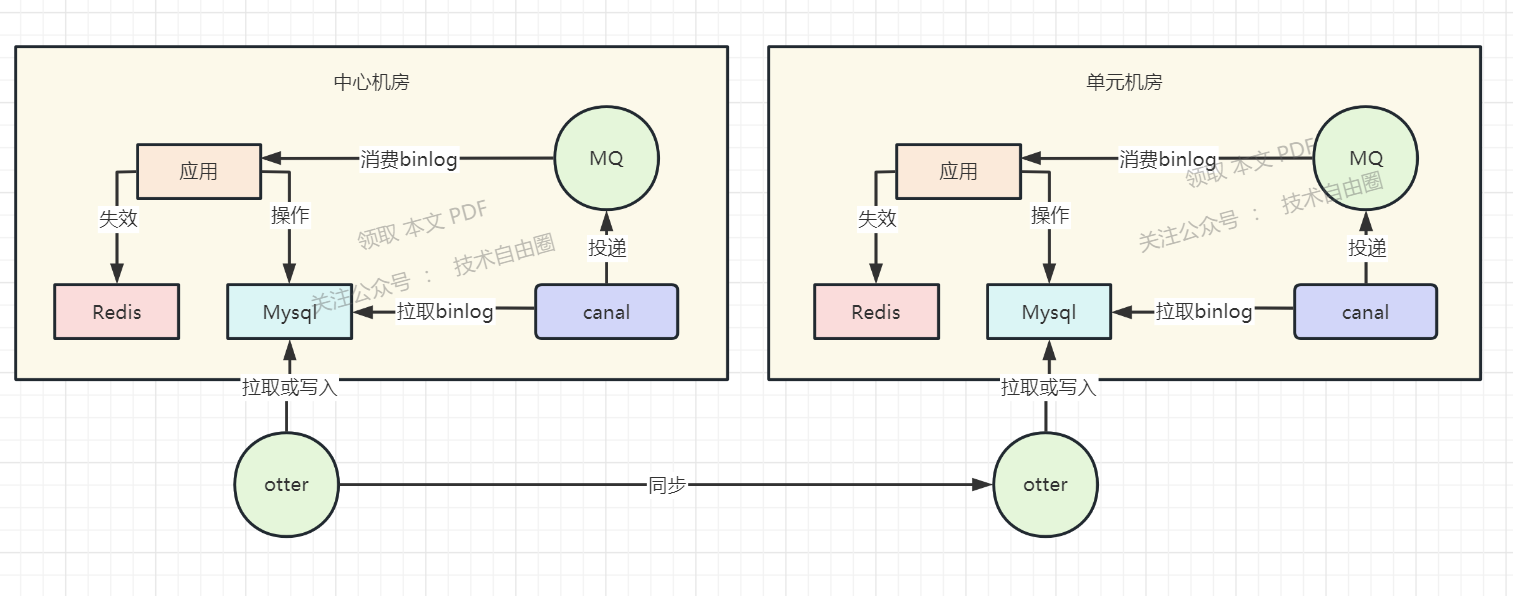 中心机房
MQ
消费binlog
应用
失效
操作
投递
领取 本文 PDF
关注公众号 ： 技术自由圈
Redis
Mysql
拉取binlog
canal
拉取或写入
otter
同步
单元机房
MQ
消费binlog
应用
失效
操作
投递
领取 本文 PDF
关注公众号 ： 技术自由圈
Redis
Mysql
拉取binlog
canal
拉取或写入
otter